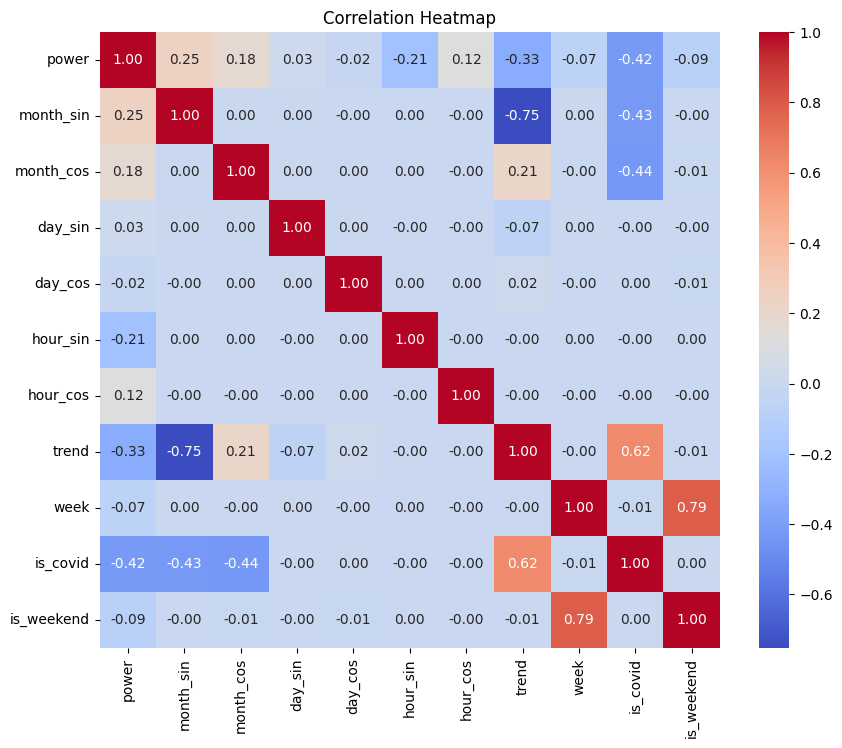 Correlation Heatmap
power 1.00 0.25 0.18 0.03 -0.02 -0.21 0.12 -0.33 -0.07 -0.42 -0.09
month_sin 0.25 1.00 0.00 0.00 -0.00 0.00 -0.00 -0.75 0.00 -0.43 -0.00
month_cos 0.18 0.00 1.00 0.00 0.00 0.00 -0.00 0.21 -0.00 -0.44 -0.01
day_sin 0.03 0.00 0.00 1.00 0.00 -0.00 -0.00 -0.07 0.00 -0.00 -0.00
day_cos -0.02 -0.00 0.00 0.00 1.00 0.00 0.00 0.02 -0.00 0.00 -0.01
hour_sin -0.21 0.00 0.00 -0.00 0.00 1.00 -0.00 -0.00 -0.00 -0.00 0.00
hour_cos 0.12 -0.00 -0.00 -0.00 0.00 -0.00 1.00 -0.00 -0.00 -0.00 -0.00
trend -0.33 -0.75 0.21 -0.07 0.02 -0.00 -0.00 1.00 -0.00 0.62 -0.01
week -0.07 0.00 -0.00 0.00 -0.00 -0.00 -0.00 -0.00 1.00 -0.01 0.79
is_covid -0.42 -0.43 -0.44 -0.00 0.00 -0.00 -0.00 0.62 -0.01 1.00 0.00
is_weekend -0.09 -0.00 -0.01 -0.00 -0.01 0.00 -0.00 -0.01 0.79 0.00 1.00
power month_sin month_cos day_sin day_cos hour_sin hour_cos trend week is_covid is_weekend
1.0
0.8
0.6
0.4
0.2
0.0
-0.2
-0.4
-0.6